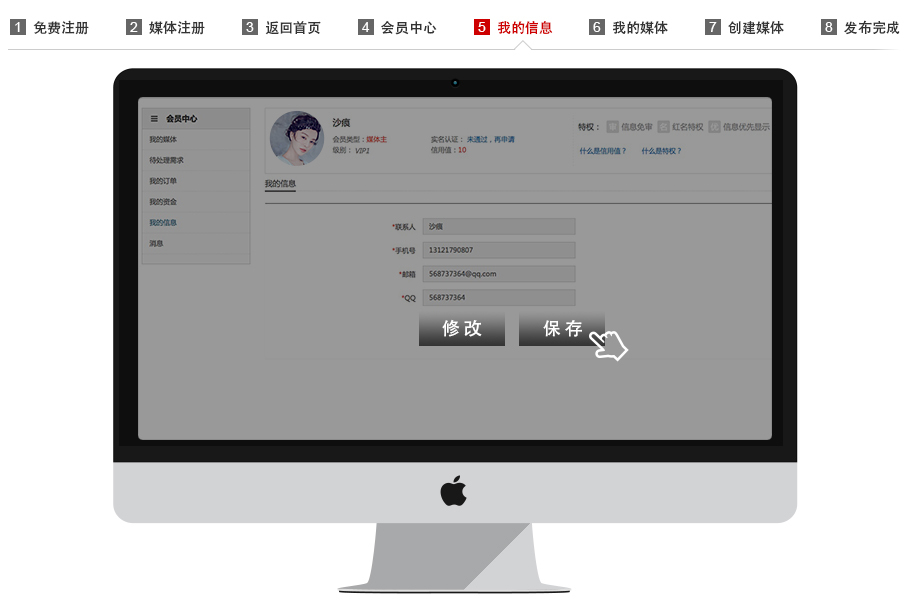 1 免费注册 2 媒体注册 3 返回首页 4 会员中心 5 我的信息 6 我的媒体 7 创建媒体 8 发布完成
会员中心
我的媒体
待处理需求
我的订单
我的资金
我的信息
消息
沙痕
会员类型：媒体主 实名认证： 未通过，再申请
级别： VIP1 信用值：10
特权： 信息免审 红名特权 信息优先显示
什么是信用值？ 什么是特权？
我的信息
*联系人 沙痕
*手机号 13121790807
*邮箱 568737364@qq.com
*QQ 568737364
修改 保存